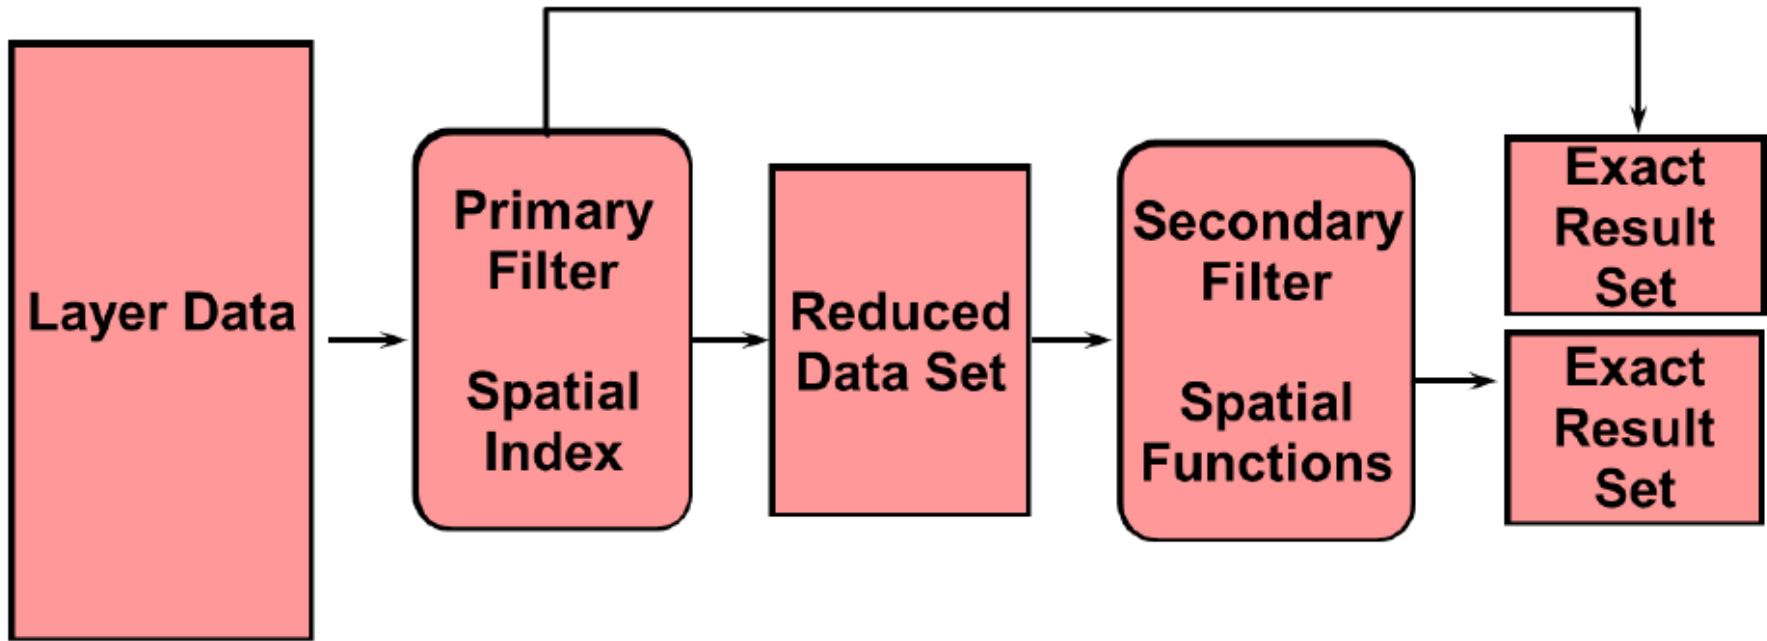 Layer Data
Primary
Filter
Spatial
Index
Reduced
Data Set
Secondary
Filter
Spatial
Functions
Exact
Result
Set
Exact
Result
Set